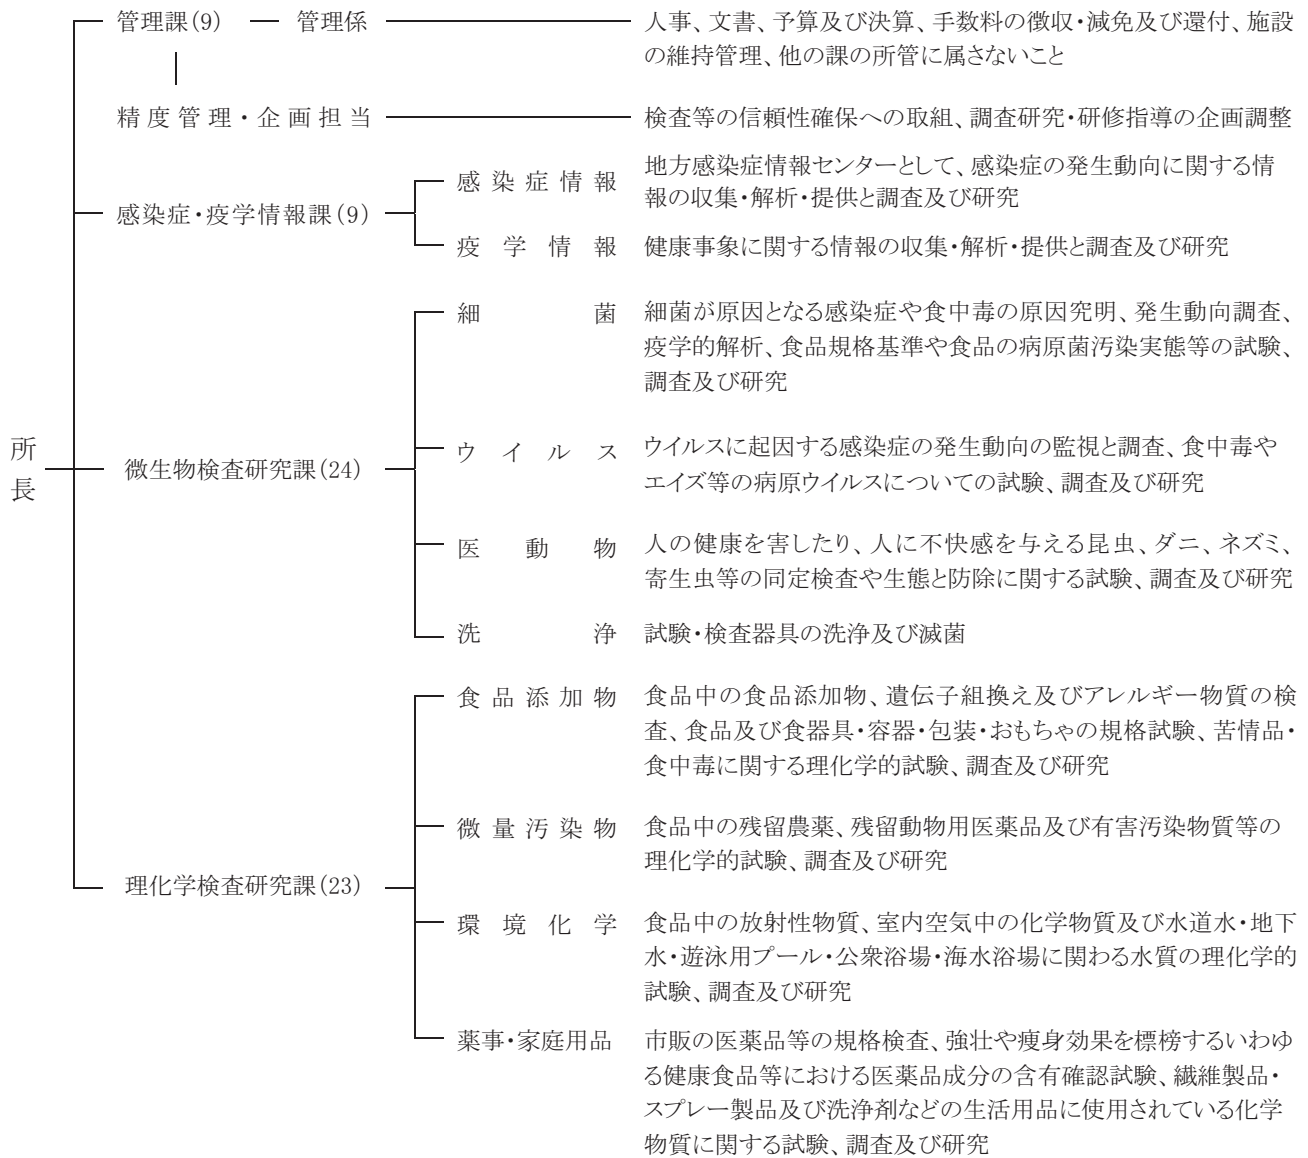 管理課(9)
管理係
人事、文書、予算及び決算、手数料の徴収・減免及び還付、施設
の維持管理、他の課の所管に属さないこと
精度管理・企画担当
検査等の信頼性確保への取組、調査研究・研修指導の企画調整
感染症・疫学情報課(9)
感染症情報
地方感染症情報センターとして、感染症の発生動向に関する情
報の収集・解析・提供と調査及び研究
疫学情報
健康事象に関する情報の収集・解析・提供と調査及び研究
所
長
微生物検査研究課(24)
細菌
細菌が原因となる感染症や食中毒の原因究明、発生動向調査、
疫学的解析、食品規格基準や食品の病原菌汚染実態等の試験、
調査及び研究
ウイルス
ウイルスに起因する感染症の発生動向の監視と調査、食中毒や
エイズ等の病原ウイルスについての試験、調査及び研究
医動物
人の健康を害したり、人に不快感を与える昆虫、ダニ、ネズミ、
寄生虫等の同定検査や生態と防除に関する試験、調査及び研究
洗浄
試験・検査器具の洗浄及び滅菌
理化学検査研究課(23)
食品添加物
食品中の食品添加物、遺伝子組換え及びアレルギー物質の検
査、食品及び食器具・容器・包装・おもちゃの規格試験、苦情品・
食中毒に関する理化学的試験、調査及び研究
微量汚染物
食品中の残留農薬、残留動物用医薬品及び有害汚染物質等の
理化学的試験、調査及び研究
環境化学
食品中の放射性物質、室内空気中の化学物質及び水道水・地下
水・遊泳用プール・公衆浴場・海水浴場に関わる水質の理化学的
試験、調査及び研究
薬事・家庭用品
市販の医薬品等の規格検査、強壮や痩身効果を標榜するいわゆ
る健康食品等における医薬品成分の含有確認試験、繊維製品・
スプレー製品及び洗浄剤などの生活用品に使用されている化学
物質に関する試験、調査及び研究